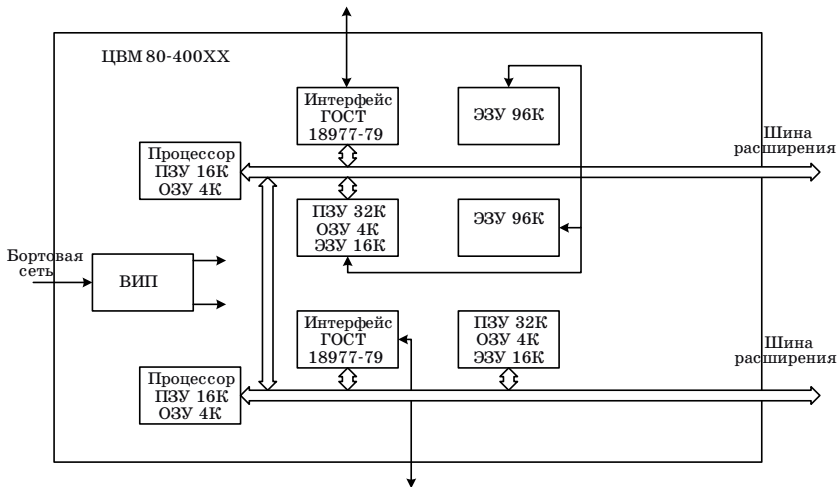 ЦВМ 80-400XX
Интерфейс
ГОСТ
18977-79
ЭЗУ 96К
Шина
расширения
Процессор
ПЗУ 16К
ОЗУ 4К
ПЗУ 32К
ОЗУ 4К
ЭЗУ 16К
ЭЗУ 96К
Бортовая
сеть
ВИП
Интерфейс
ГОСТ
18977-79
ПЗУ 32К
ОЗУ 4К
ЭЗУ 16К
Шина
расширения
Процессор
ПЗУ 16К
ОЗУ 4К